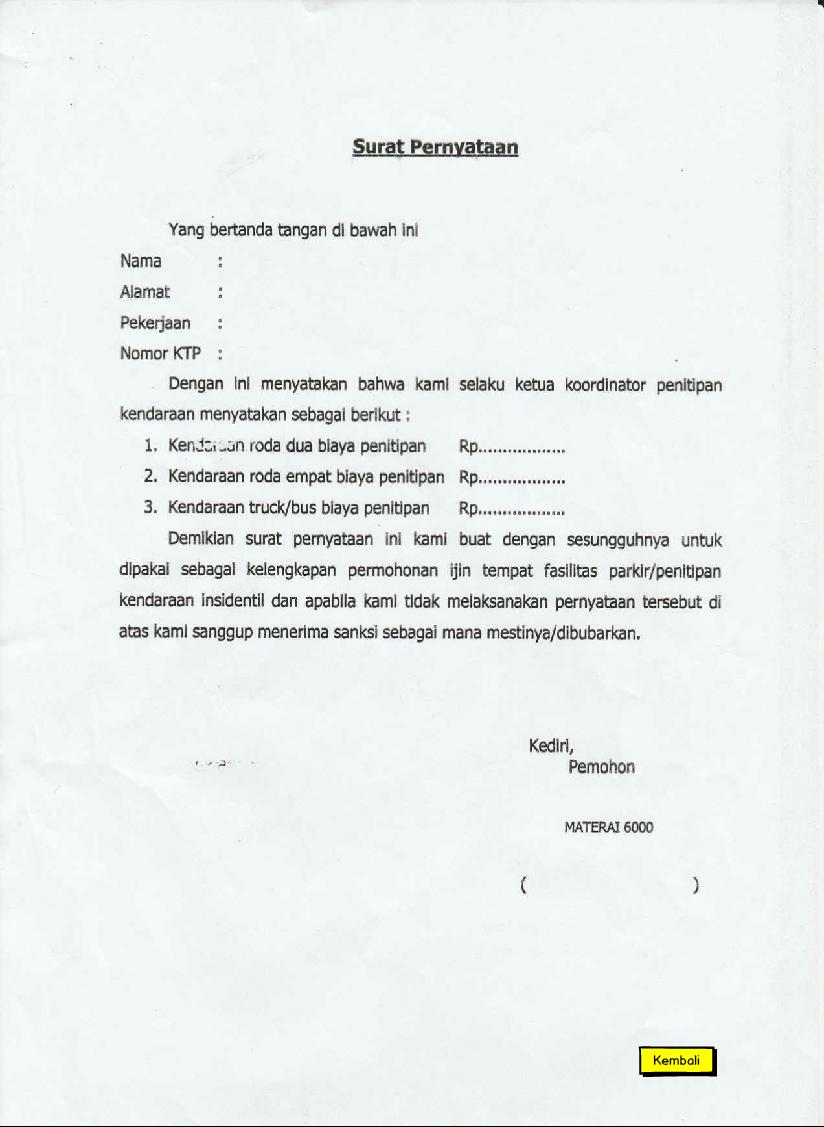 Surat Pernyataan
Yang bertanda tangan di bawah ini
Nama :
Alamat :
Pekerjaan :
Nomor KTP :
Dengan ini menyatakan bahwa kami selaku ketua koordinator penitipan
kendaraan menyatakan sebagai berikut :
1. Kendaraan roda dua biaya penitipan Rp..................
2. Kendaraan roda empat biaya penitipan Rp..................
3. Kendaraan truck/bus biaya penitipan Rp..................
Demikian surat pernyataan ini kami buat dengan sesungguhnya untuk
dipakai sebagai kelengkapan permohonan ijin tempat fasilitas parkir/penitipan
kendaraan insidentil dan apabila kami tidak melaksanakan pernyataan tersebut di
atas kami sanggup menerima sanksi sebagai mana mestinya/dibubarkan.
Kediri,
Pemohon
MATERAI 6000
( )
Kembali